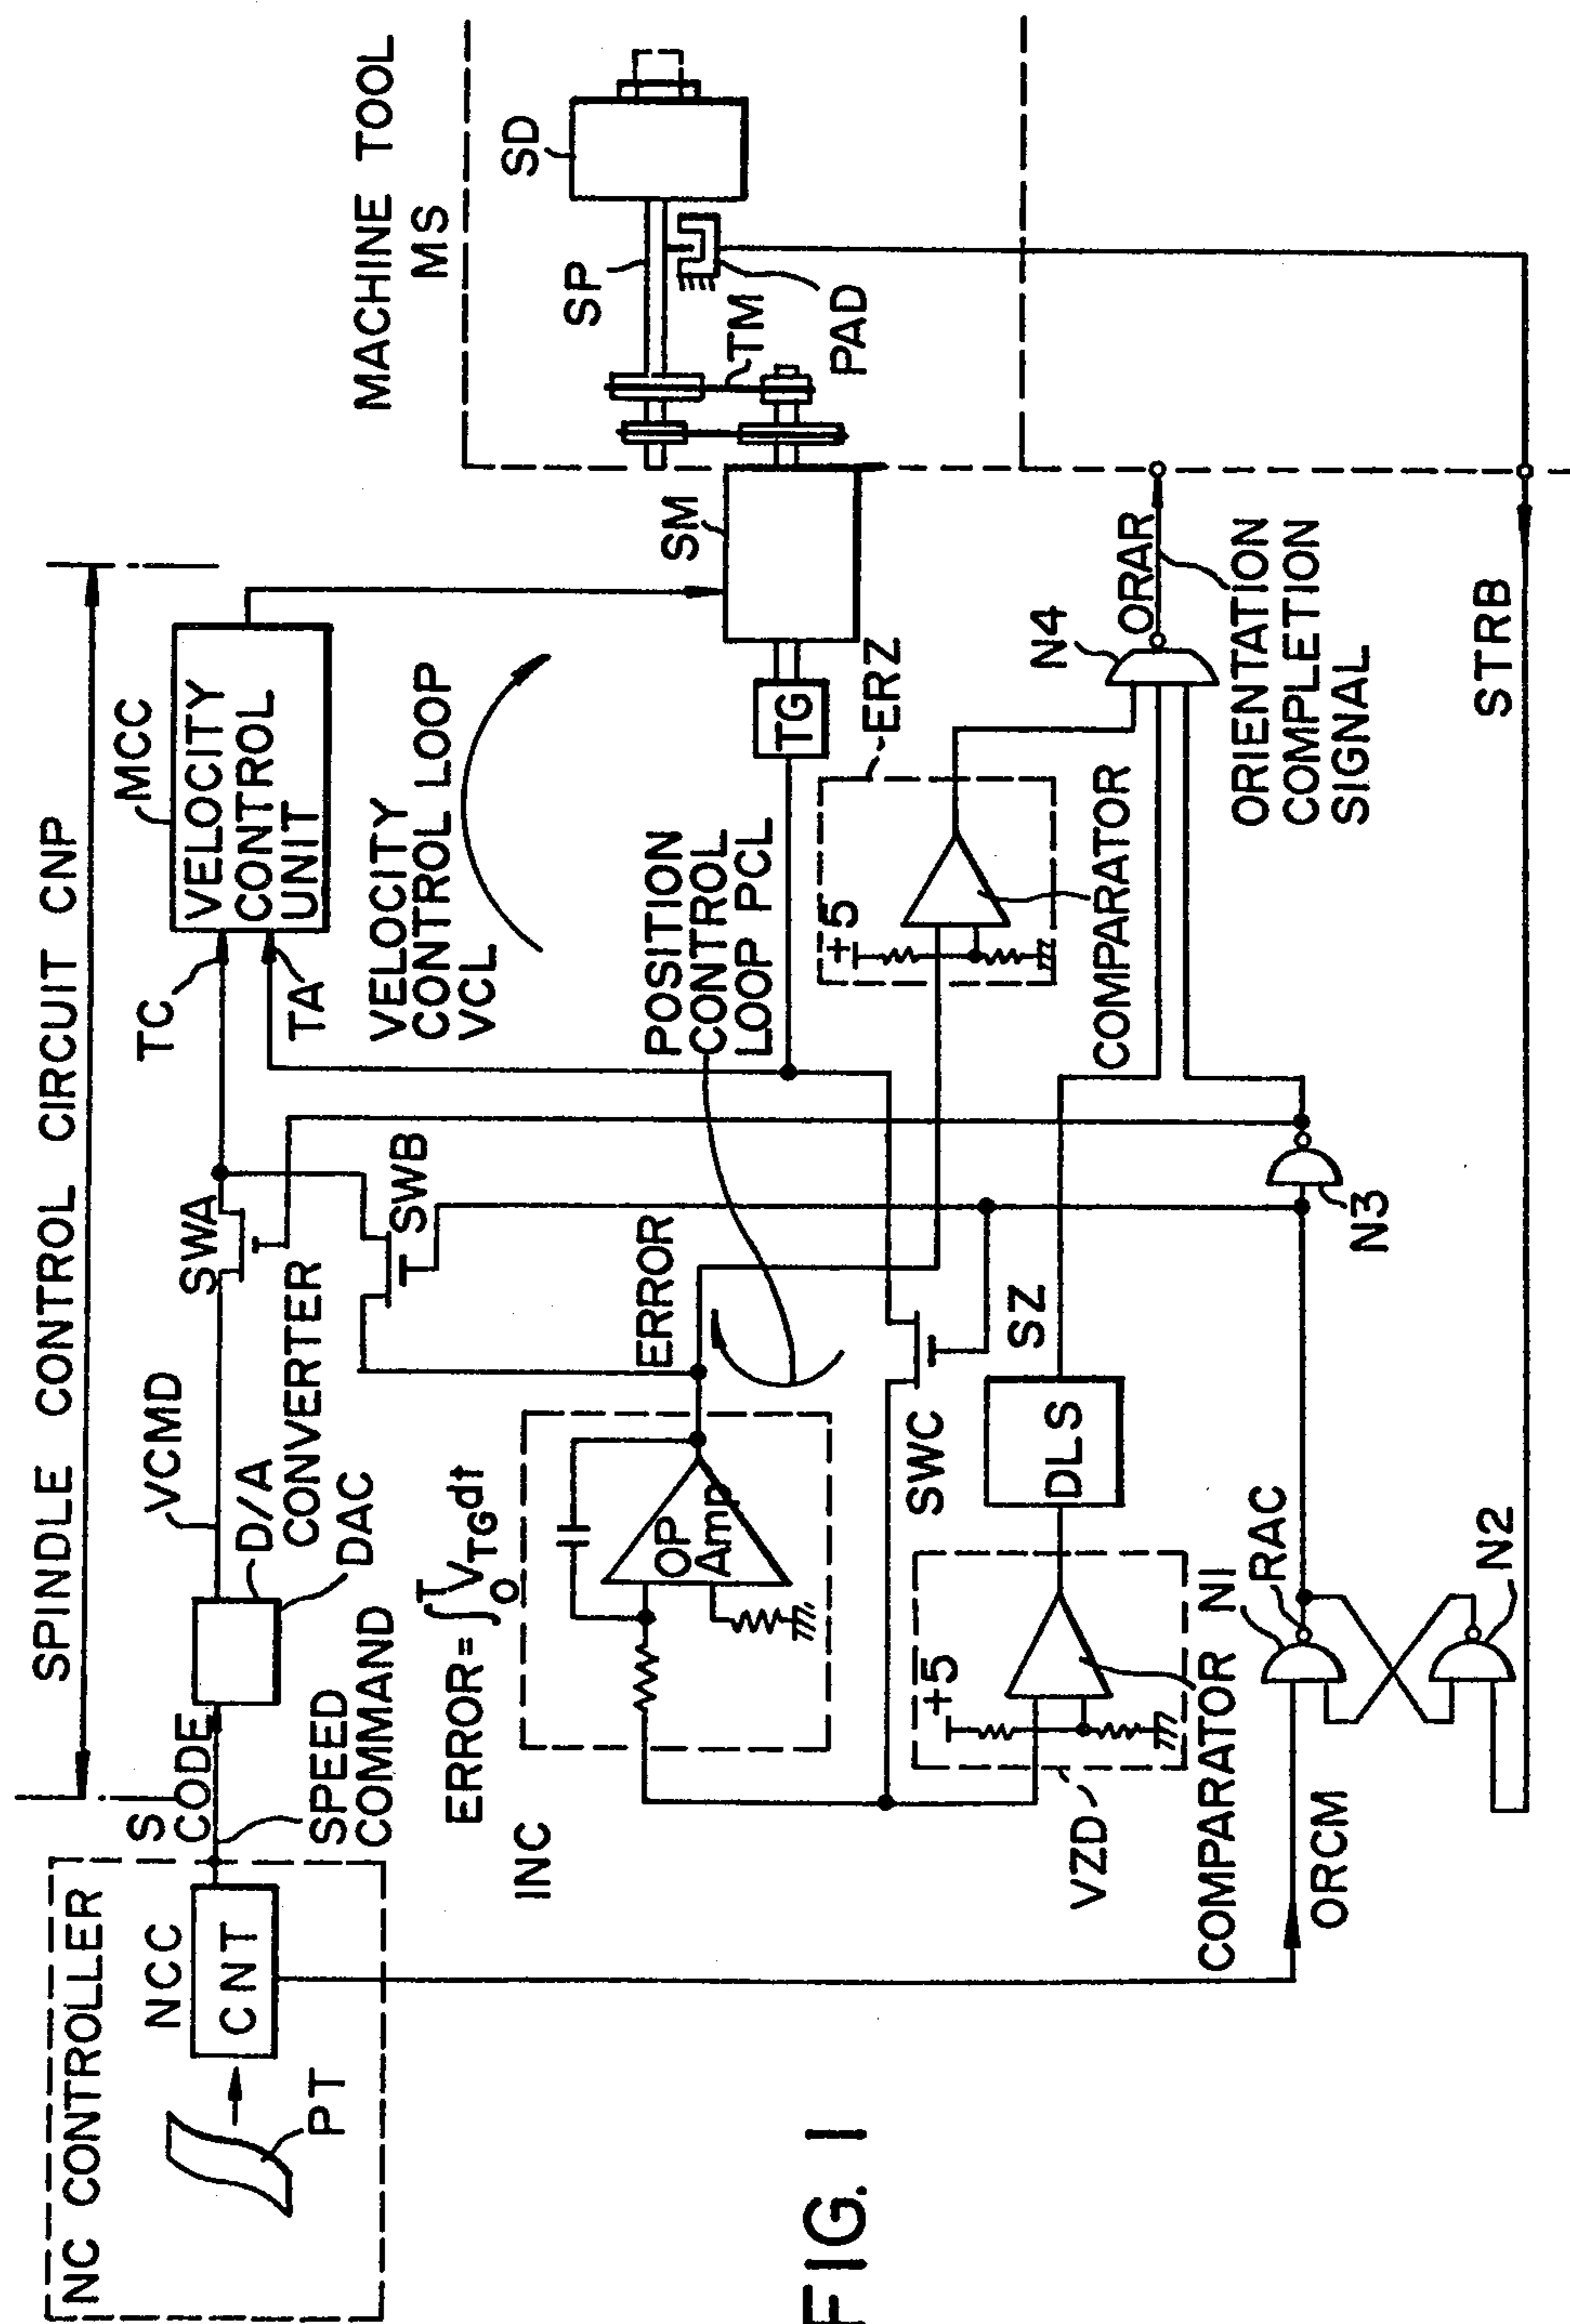 SPINDLE CONTROL CIRCUIT CNP
MACHINE TOOL
MS
NC CONTROLLER
NCC
CNT
PT
S
CODE
SPEED
COMMAND
VCMD
D/A
CONVERTER
DAC
SWA
SWB
TC
TA
MCC
VELOCITY
CONTROL
UNIT
VELOCITY
CONTROL LOOP
VCL
POSITION
CONTROL
LOOP PCL
SM
TG
SP
SD
TM
PAD
ERROR = ∫₀ᵀ V_TG dt
INC
OP
Amp
ERROR
SWC
ERZ
+5
COMPARATOR
VZD
+5
COMPARATOR
DLS
SZ
N1
RAC
N2
N3
N4
ORAR
ORIENTATION
COMPLETION
SIGNAL
ORCM
STRB
FIG. 1